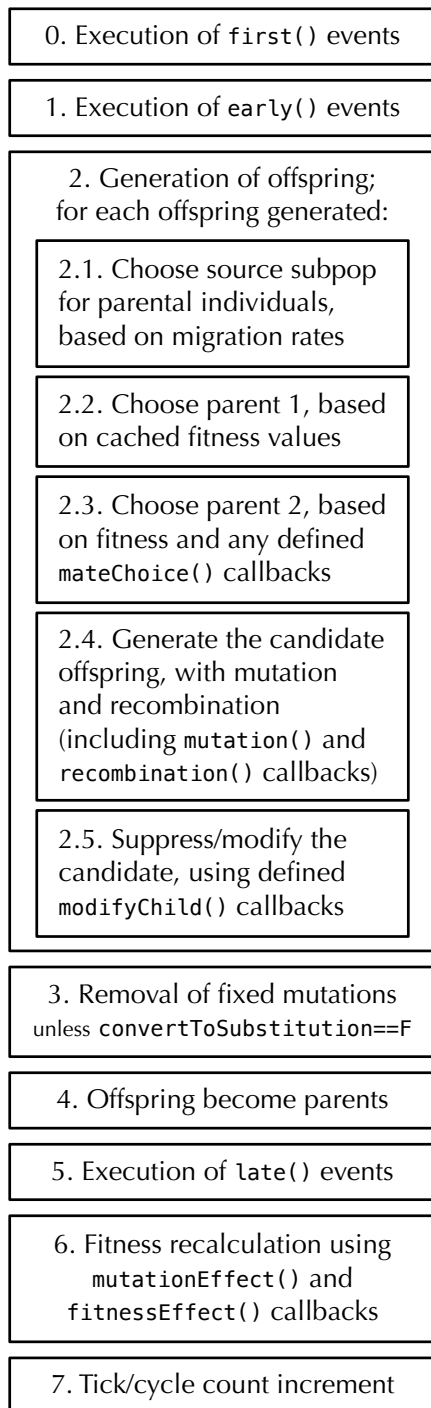 0. Execution of first() events
1. Execution of early() events
2. Generation of offspring;
for each offspring generated:
2.1. Choose source subpop
for parental individuals,
based on migration rates
2.2. Choose parent 1, based
on cached fitness values
2.3. Choose parent 2, based
on fitness and any defined
mateChoice() callbacks
2.4. Generate the candidate
offspring, with mutation
and recombination
(including mutation() and
recombination() callbacks)
2.5. Suppress/modify the
candidate, using defined
modifyChild() callbacks
3. Removal of fixed mutations
unless convertToSubstitution==F
4. Offspring become parents
5. Execution of late() events
6. Fitness recalculation using
mutationEffect() and
fitnessEffect() callbacks
7. Tick/cycle count increment